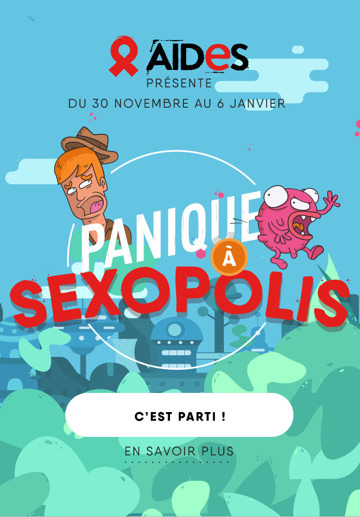 AIDES
PRÉSENTE
DU 30 NOVEMBRE AU 6 JANVIER
PANIQUE
À
SEXOPOLIS
C'EST PARTI !
EN SAVOIR PLUS